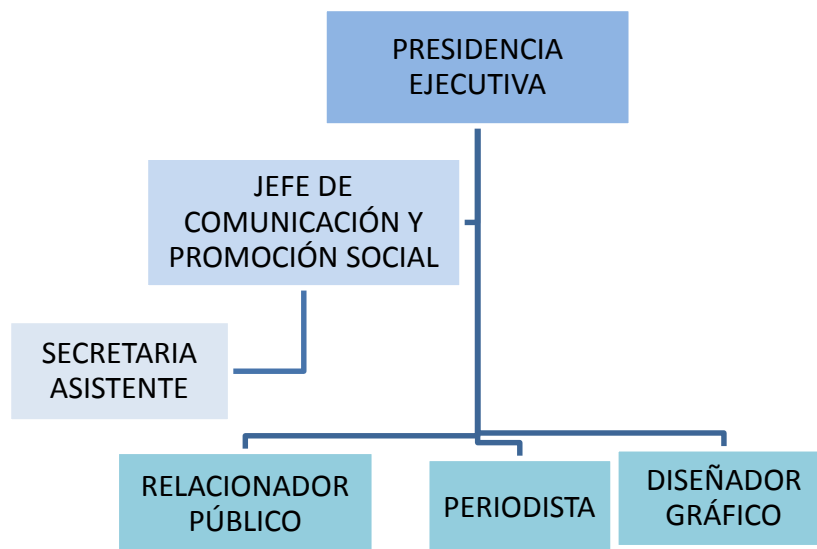 PRESIDENCIA
EJECUTIVA
JEFE DE
COMUNICACIÓN Y
PROMOCIÓN SOCIAL
SECRETARIA
ASISTENTE
RELACIONADOR
PÚBLICO
PERIODISTA
DISEÑADOR
GRÁFICO